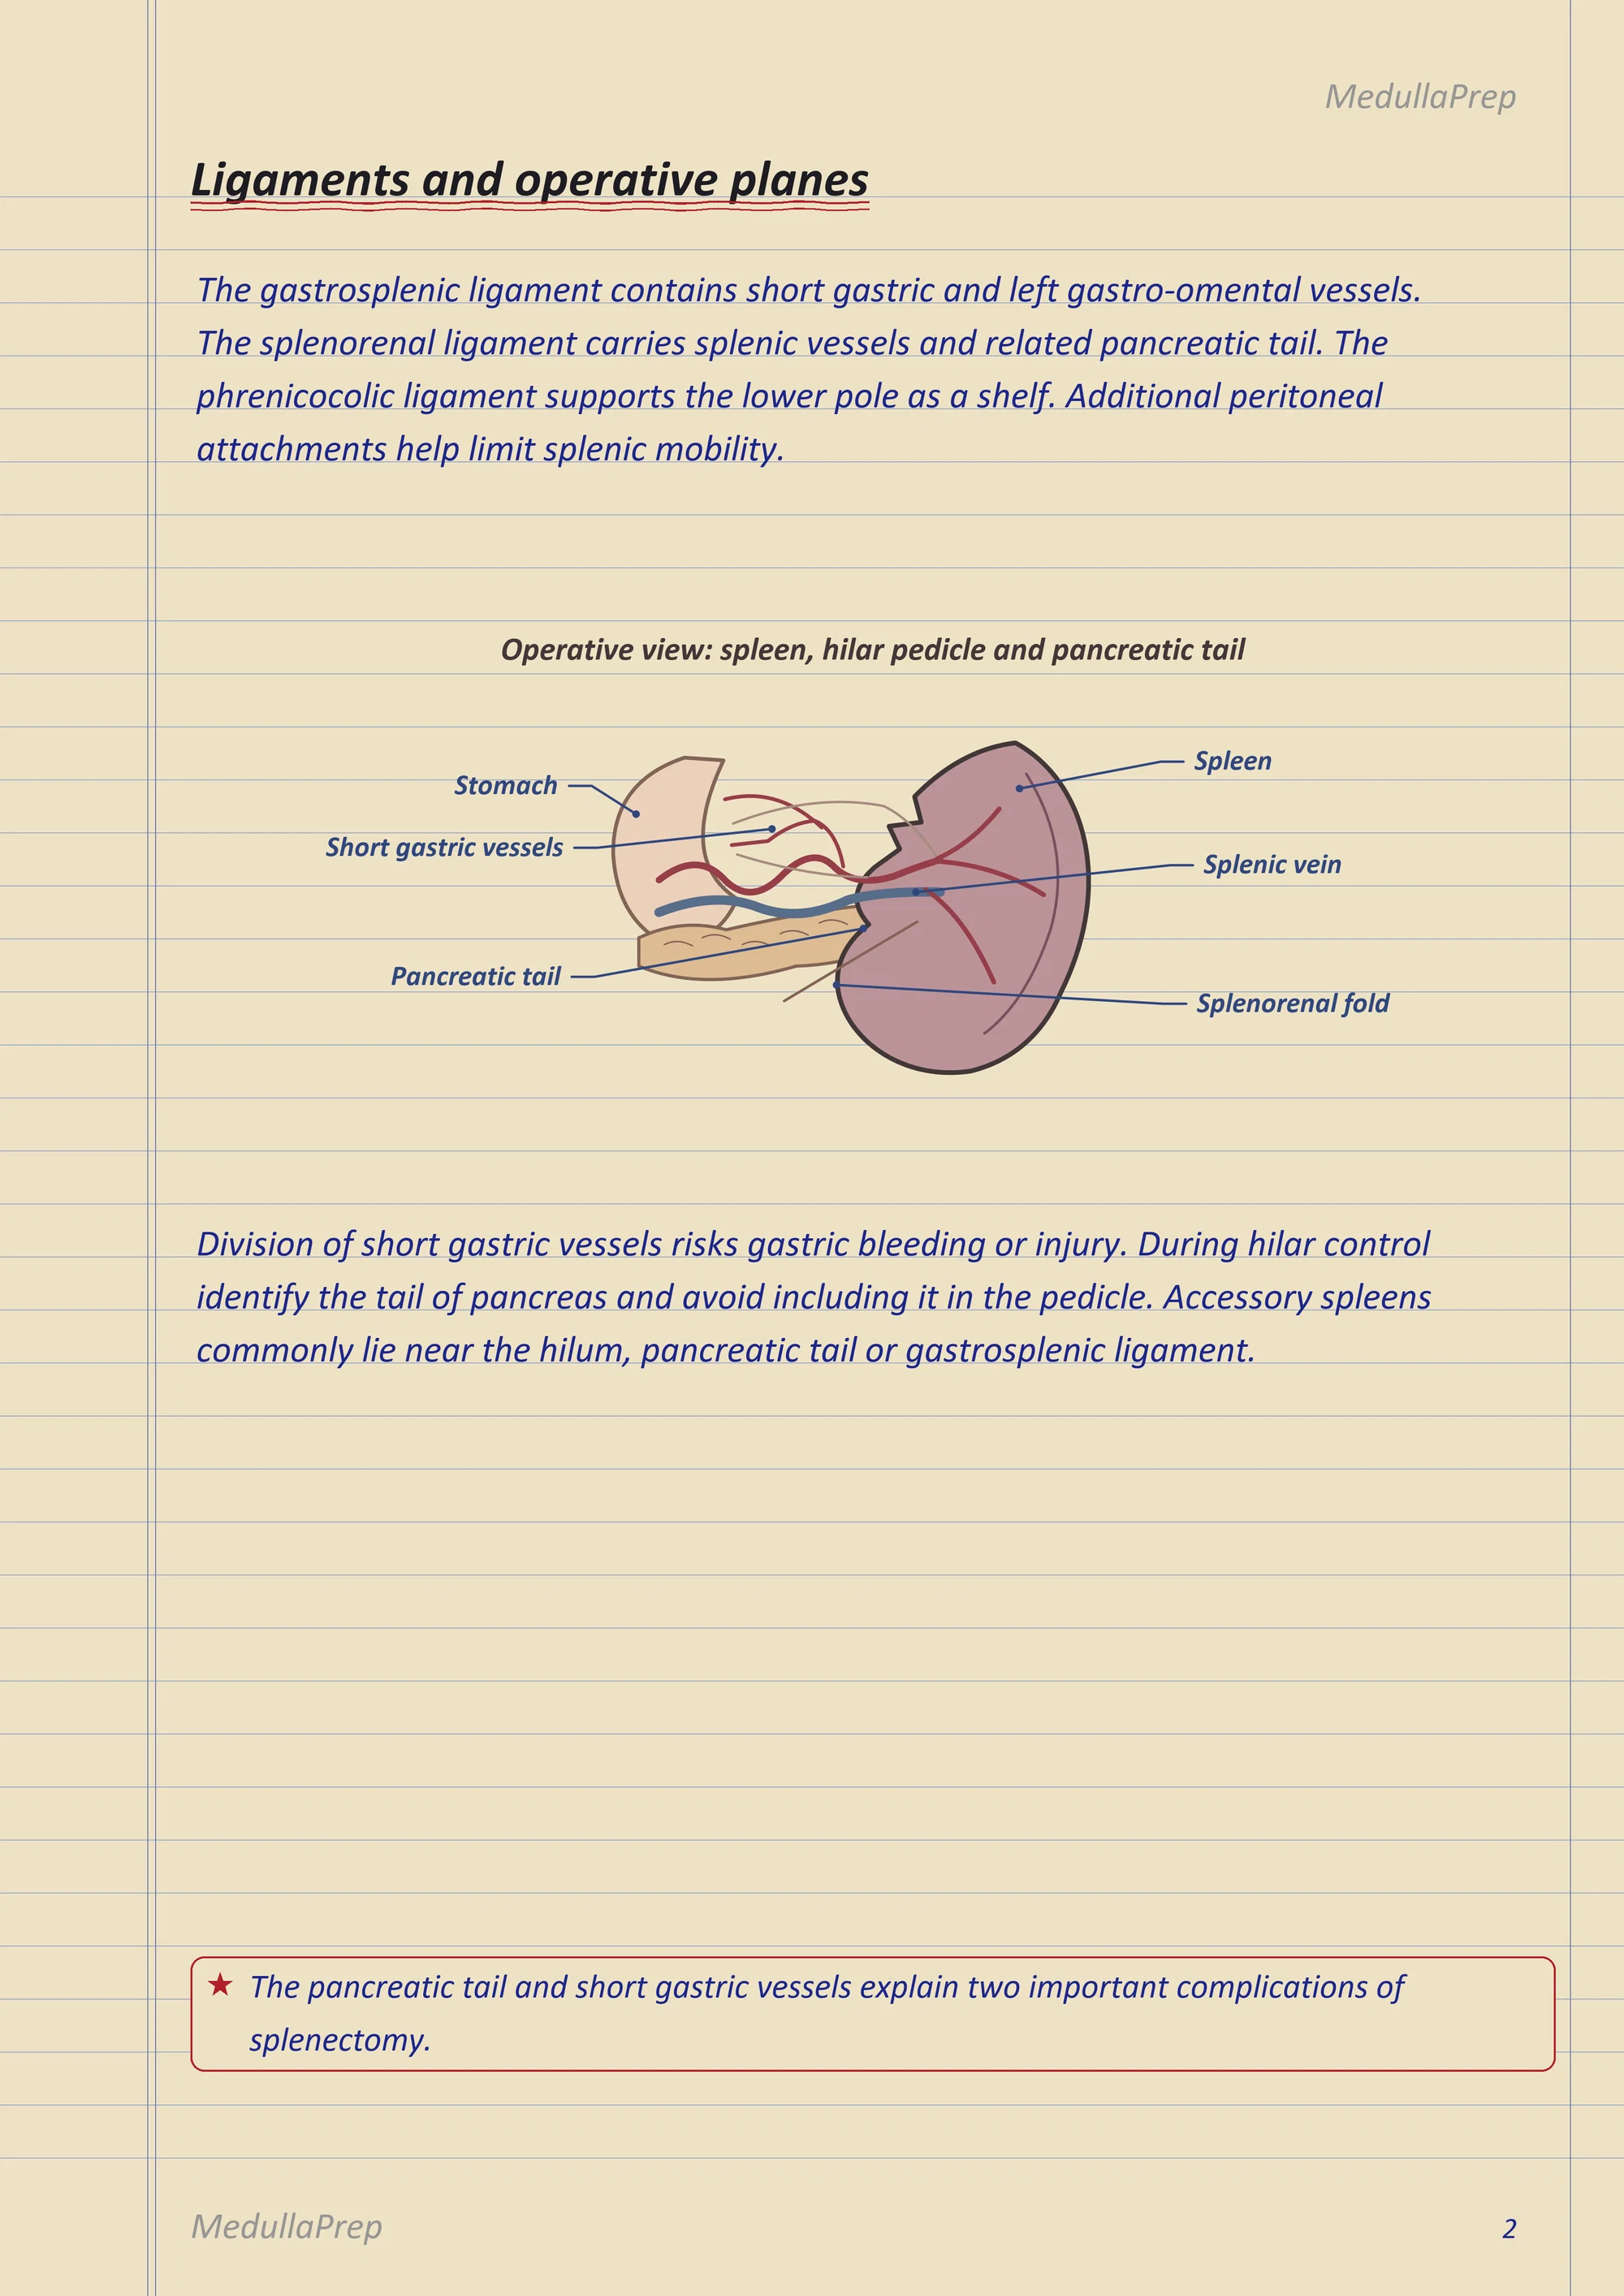 MedullaPrep
Ligaments and operative planes
The gastrosplenic ligament contains short gastric and left gastro-omental vessels.
The splenorenal ligament carries splenic vessels and related pancreatic tail. The
phrenicocolic ligament supports the lower pole as a shelf. Additional peritoneal
attachments help limit splenic mobility.
Operative view: spleen, hilar pedicle and pancreatic tail
Spleen
Stomach
Short gastric vessels
Splenic vein
Pancreatic tail
Splenorenal fold
Division of short gastric vessels risks gastric bleeding or injury. During hilar control
identify the tail of pancreas and avoid including it in the pedicle. Accessory spleens
commonly lie near the hilum, pancreatic tail or gastrosplenic ligament.
★ The pancreatic tail and short gastric vessels explain two important complications of
splenectomy.
MedullaPrep
2